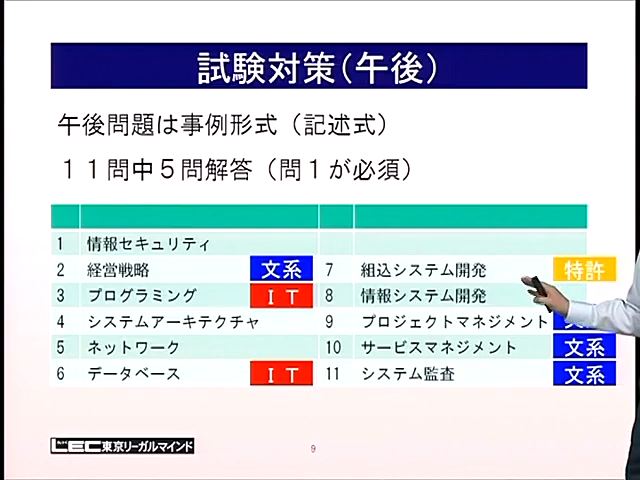 試験対策（午後）
午後問題は事例形式（記述式）
１１問中５問解答（問１が必須）
1 情報セキュリティ
2 経営戦略 文系 7 組込システム開発 特許
3 プログラミング ＩＴ 8 情報システム開発
4 システムアーキテクチャ 9 プロジェクトマネジメント
5 ネットワーク 10 サービスマネジメント 文系
6 データベース ＩＴ 11 システム監査 文系
LEC東京リーガルマインド
9